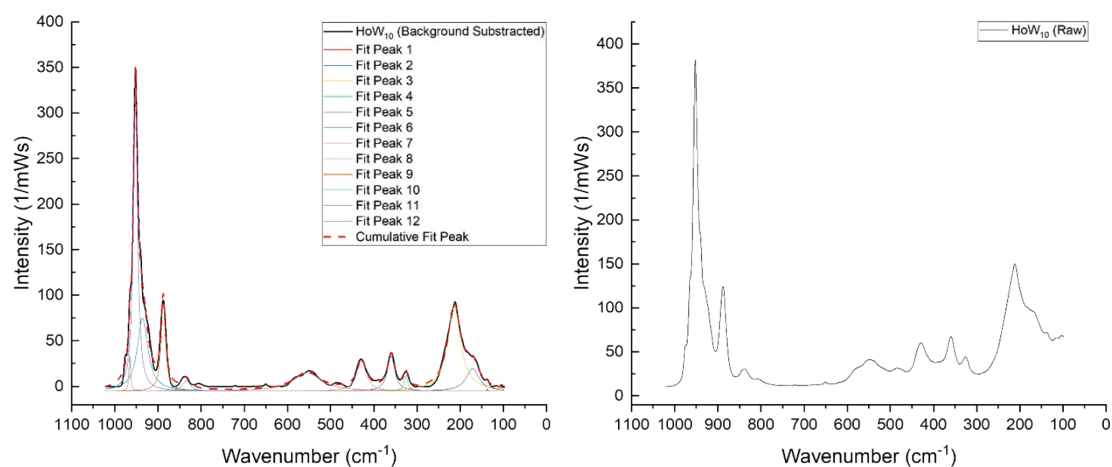 400
350
300
250
200
150
100
50
0
Intensity (1/mWs)
HoW10 (Background Substracted)
Fit Peak 1
Fit Peak 2
Fit Peak 3
Fit Peak 4
Fit Peak 5
Fit Peak 6
Fit Peak 7
Fit Peak 8
Fit Peak 9
Fit Peak 10
Fit Peak 11
Fit Peak 12
Cumulative Fit Peak
1100 1000 900 800 700 600 500 400 300 200 100 0
Wavenumber (cm-1)
400
350
300
250
200
150
100
50
0
Intensity (1/mWs)
HoW10 (Raw)
1100 1000 900 800 700 600 500 400 300 200 100 0
Wavenumber (cm-1)